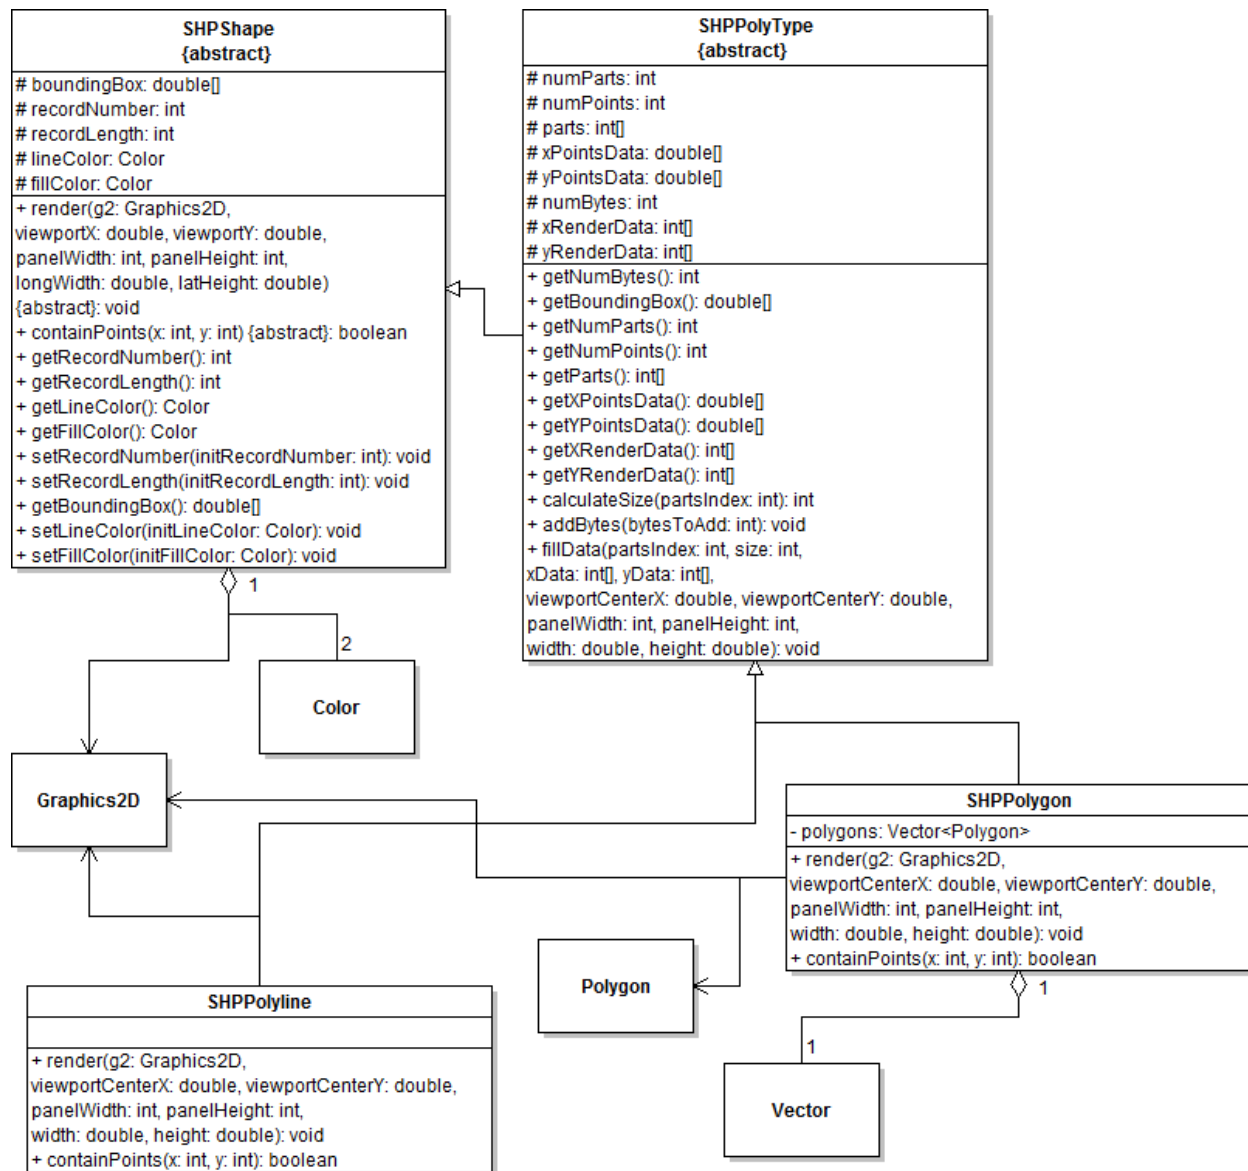 SHPShape
{abstract}
# boundingBox: double[]
# recordNumber: int
# recordLength: int
# lineColor: Color
# fillColor: Color
+ render(g2: Graphics2D,
viewportX: double, viewportY: double,
panelWidth: int, panelHeight: int,
longWidth: double, latHeight: double)
{abstract}: void
+ containPoints(x: int, y: int) {abstract}: boolean
+ getRecordNumber(): int
+ getRecordLength(): int
+ getLineColor(): Color
+ getFillColor(): Color
+ setRecordNumber(initRecordNumber: int): void
+ setRecordLength(initRecordLength: int): void
+ getBoundingBox(): double[]
+ setLineColor(initLineColor: Color): void
+ setFillColor(initFillColor: Color): void
1
2
Color
Graphics2D
SHPPolyType
{abstract}
# numParts: int
# numPoints: int
# parts: int[]
# xPointsData: double[]
# yPointsData: double[]
# numBytes: int
# xRenderData: int[]
# yRenderData: int[]
+ getNumBytes(): int
+ getBoundingBox(): double[]
+ getNumParts(): int
+ getNumPoints(): int
+ getParts(): int[]
+ getXPointsData(): double[]
+ getYPointsData(): double[]
+ getXRenderData(): int[]
+ getYRenderData(): int[]
+ calculateSize(partsIndex: int): int
+ addBytes(bytesToAdd: int): void
+ fillData(partsIndex: int, size: int,
xData: int[], yData: int[],
viewportCenterX: double, viewportCenterY: double,
panelWidth: int, panelHeight: int,
width: double, height: double): void
SHPPolygon
- polygons: Vector<Polygon>
+ render(g2: Graphics2D,
viewportCenterX: double, viewportCenterY: double,
panelWidth: int, panelHeight: int,
width: double, height: double): void
+ containPoints(x: int, y: int): boolean
1
1
Polygon
Vector
SHPPolyline
+ render(g2: Graphics2D,
viewportCenterX: double, viewportCenterY: double,
panelWidth: int, panelHeight: int,
width: double, height: double): void
+ containPoints(x: int, y: int): boolean